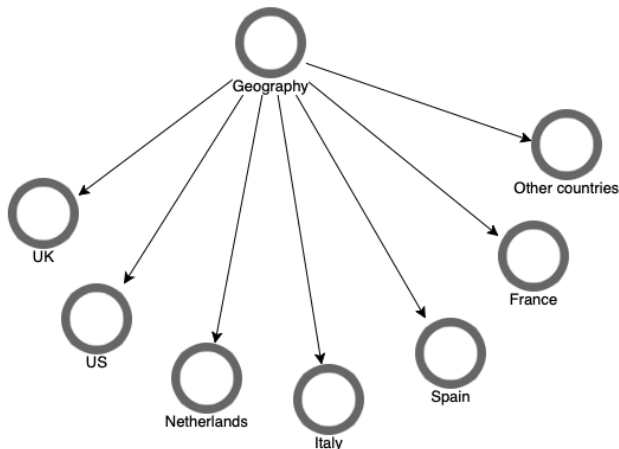 Geography
Other countries
UK
France
US
Spain
Netherlands
Italy